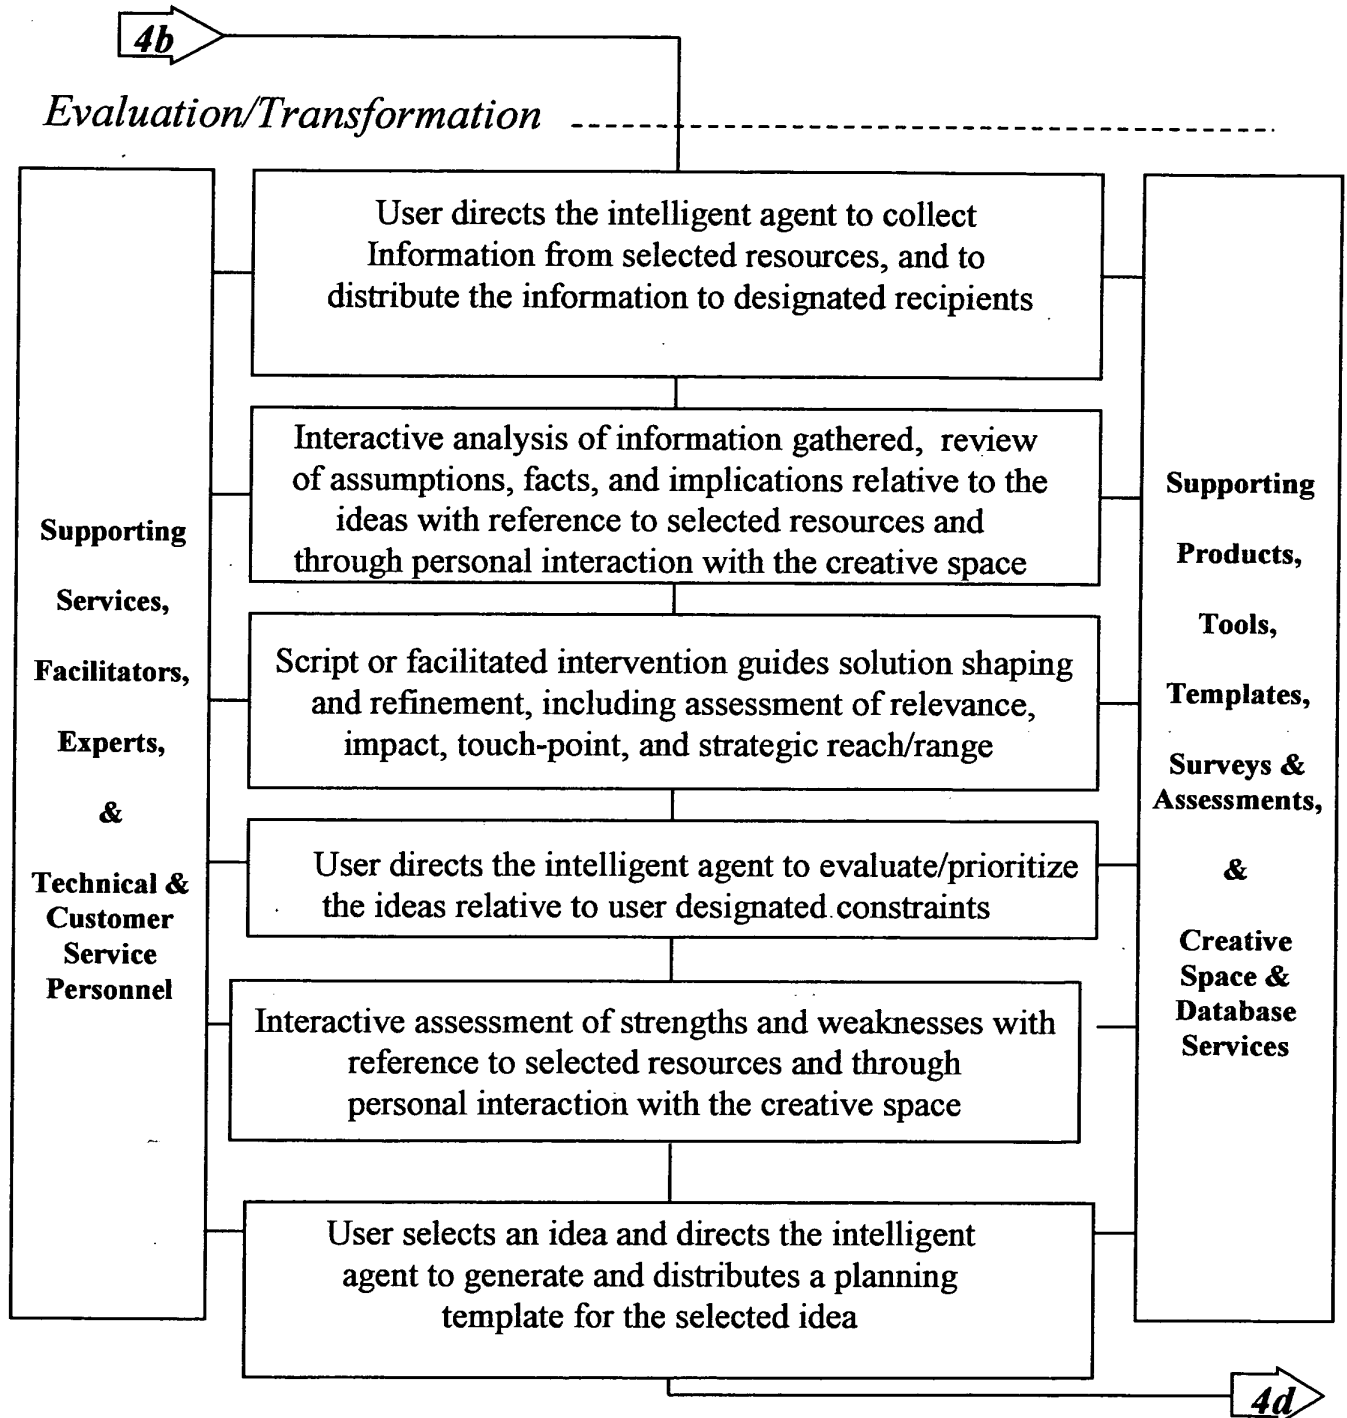 4b
Evaluation/Transformation
User directs the intelligent agent to collect
Information from selected resources, and to
distribute the information to designated recipients
Interactive analysis of information gathered, review
of assumptions, facts, and implications relative to the
ideas with reference to selected resources and
through personal interaction with the creative space
Script or facilitated intervention guides solution shaping
and refinement, including assessment of relevance,
impact, touch-point, and strategic reach/range
User directs the intelligent agent to evaluate/prioritize
the ideas relative to user designated constraints
Interactive assessment of strengths and weaknesses with
reference to selected resources and through
personal interaction with the creative space
User selects an idea and directs the intelligent
agent to generate and distributes a planning
template for the selected idea
Supporting
Services,
Facilitators,
Experts,
&
Technical &
Customer
Service
Personnel
Supporting
Products,
Tools,
Templates,
Surveys &
Assessments,
&
Creative
Space &
Database
Services
4d